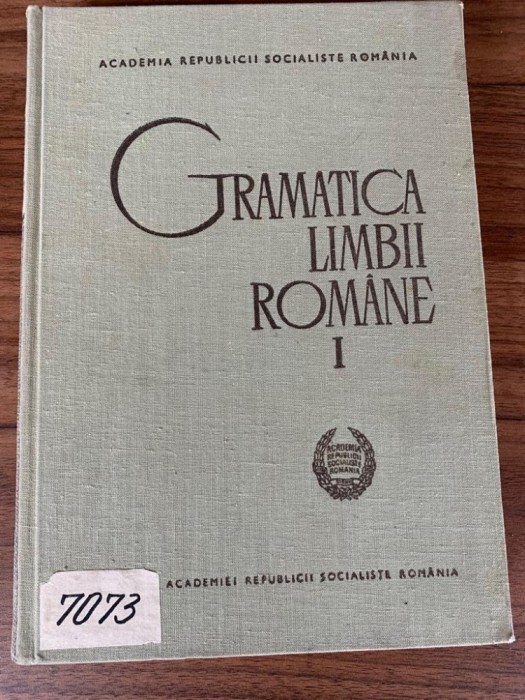 ACADEMIA REPUBLICII SOCIALISTE ROMÂNIA
GRAMATICA
LIMBII
ROMÂNE
I
ACADEMIA
REPUBLICII
SOCIALISTE
ROMÂNIA
ACADEMIEI REPUBLICII SOCIALISTE ROMÂNIA
7073